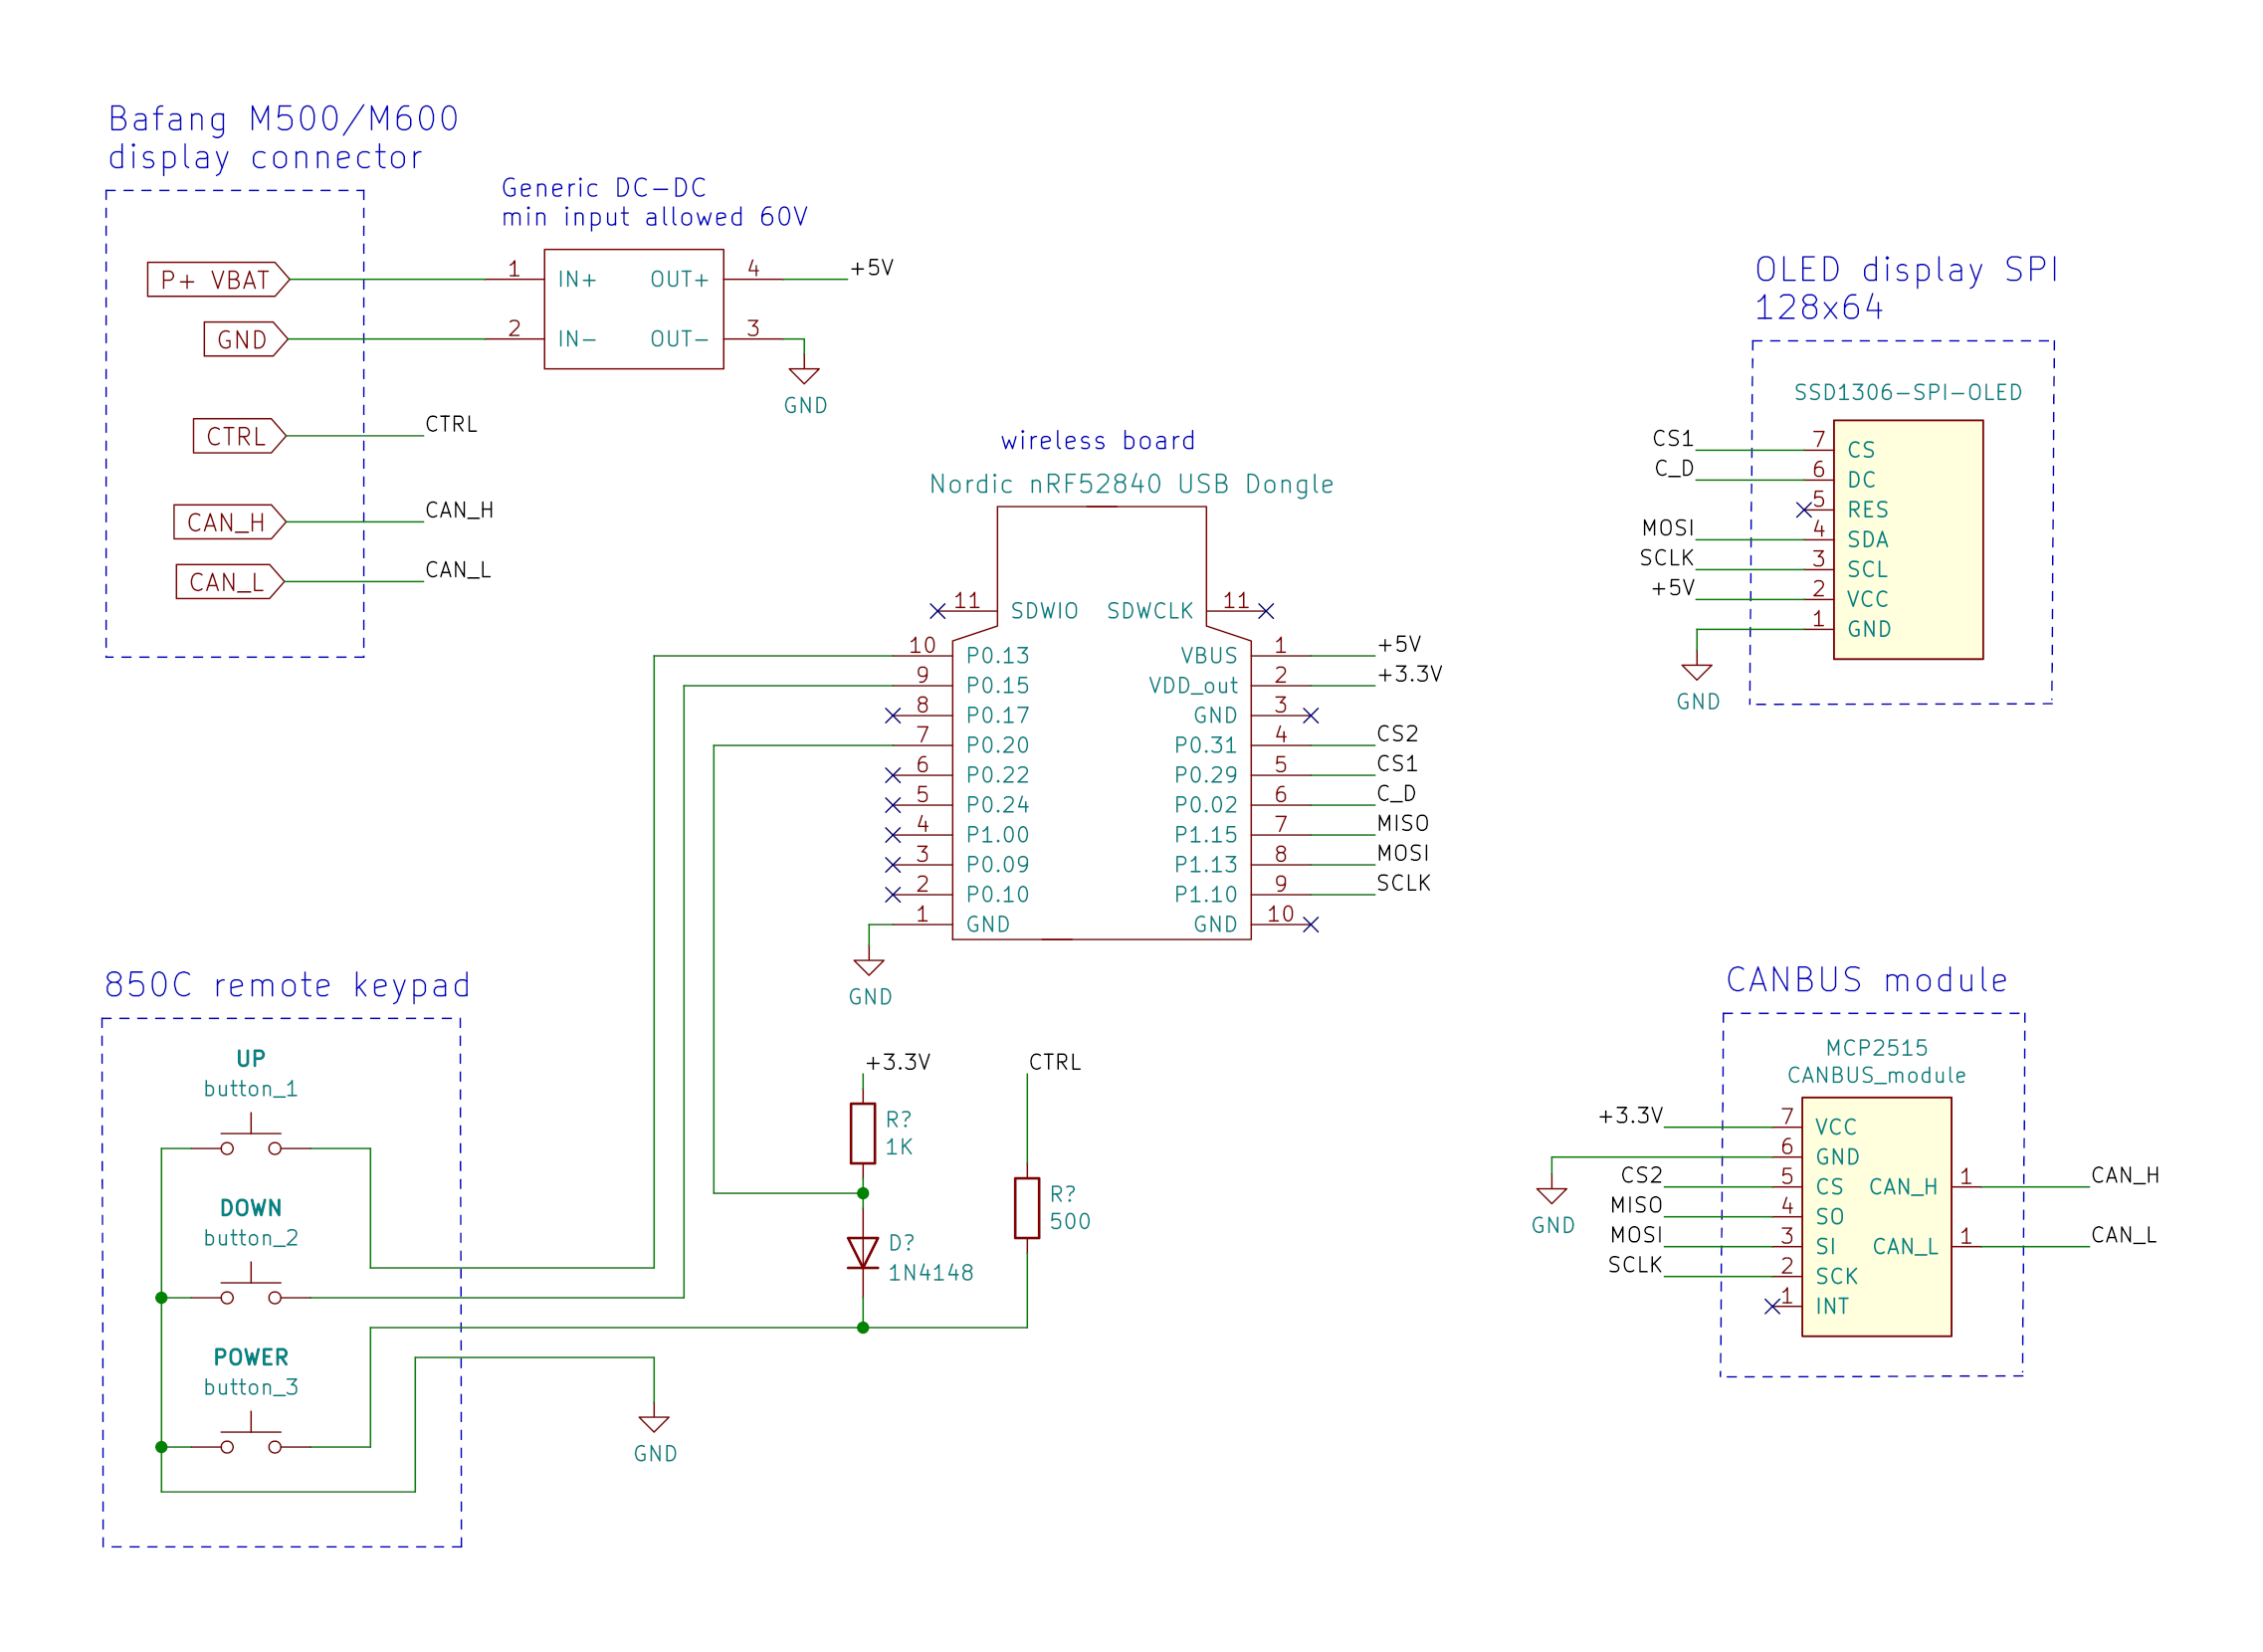 Bafang M500/M600
display connector
P+ VBAT
GND
CTRL
CTRL
CAN_H
CAN_H
CAN_L
CAN_L
Generic DC-DC
min input allowed 60V
1
IN+
OUT+
4
+5V
2
IN-
OUT-
3
GND
wireless board
Nordic nRF52840 USB Dongle
11
SDWIO
SDWCLK
11
10
P0.13
VBUS
1
+5V
9
P0.15
VDD_out
2
+3.3V
8
P0.17
GND
3
7
P0.20
P0.31
4
CS2
6
P0.22
P0.29
5
CS1
5
P0.24
P0.02
6
C_D
4
P1.00
P1.15
7
MISO
3
P0.09
P1.13
8
MOSI
2
P0.10
P1.10
9
SCLK
1
GND
GND
10
GND
OLED display SPI
128x64
SSD1306-SPI-OLED
CS1
7
CS
C_D
6
DC
5
RES
MOSI
4
SDA
SCLK
3
SCL
+5V
2
VCC
1
GND
GND
850C remote keypad
UP
button_1
DOWN
button_2
POWER
button_3
GND
+3.3V
R?
1K
D?
1N4148
CTRL
R?
500
CANBUS module
MCP2515
CANBUS_module
+3.3V
7
VCC
6
GND
GND
CS2
5
CS
CAN_H
1
CAN_H
MISO
4
SO
MOSI
3
SI
CAN_L
1
CAN_L
SCLK
2
SCK
1
INT